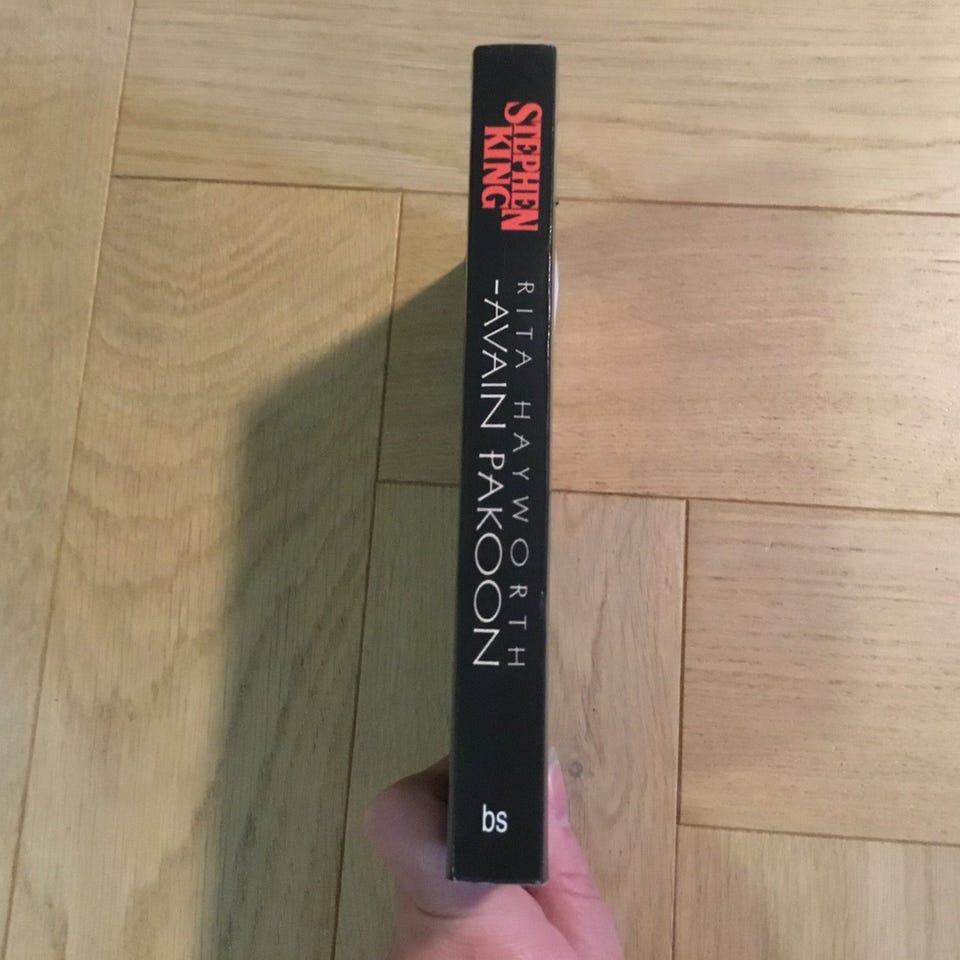 STEPHEN
KING
RITA HAYWORTH
-AVAIN PAKOON
bs